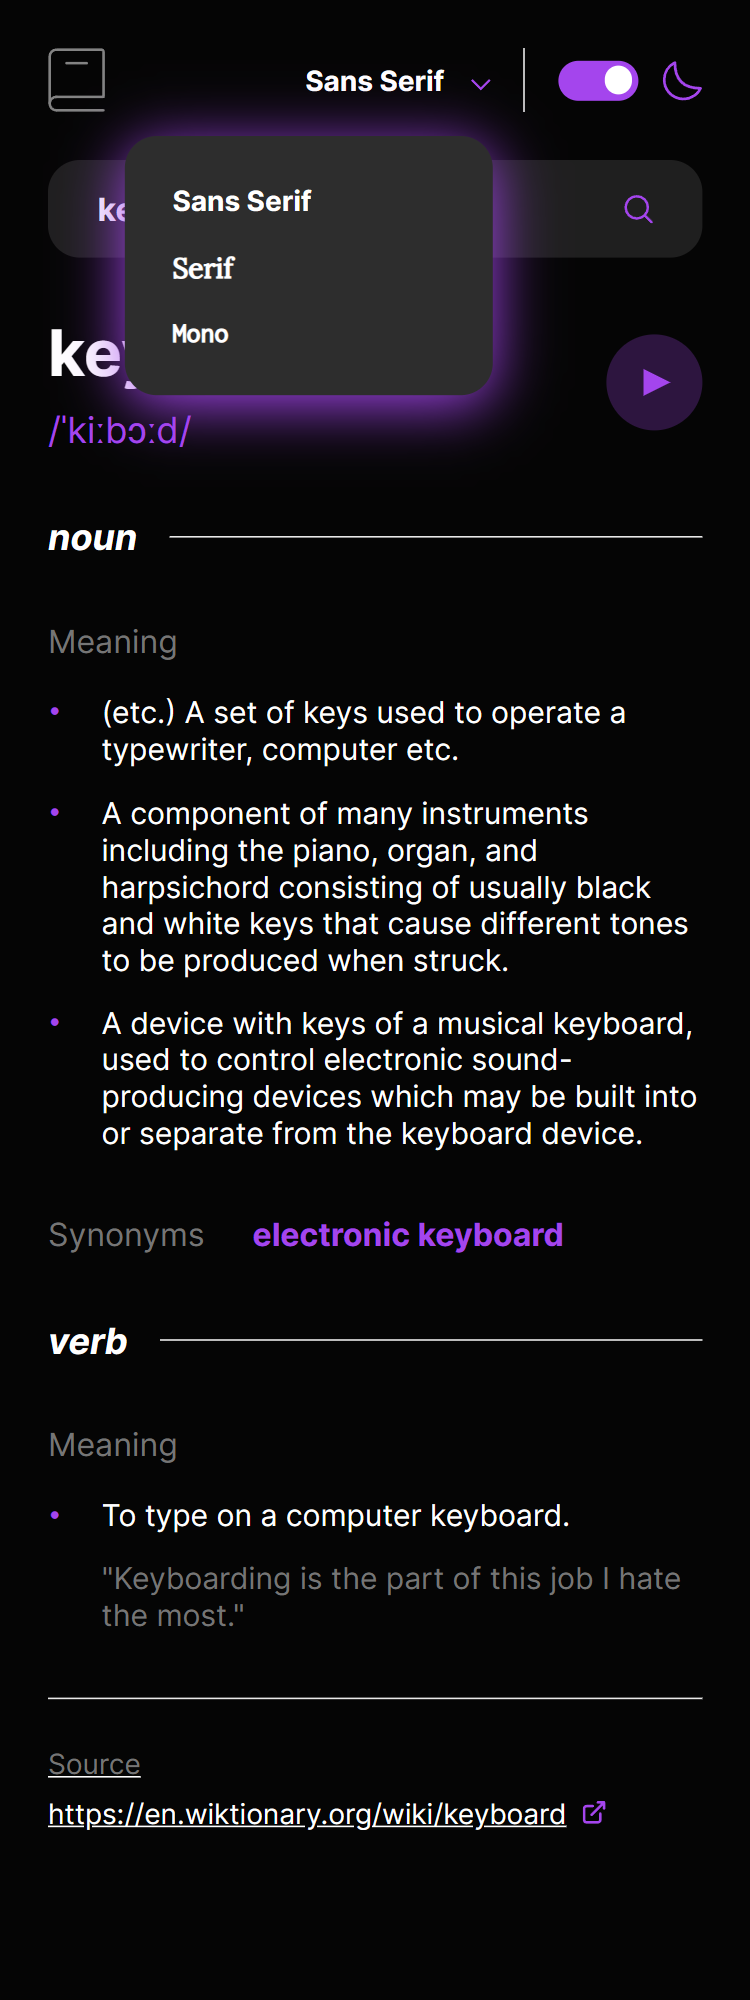 Sans Serif
Sans Serif
Serif
Mono
/ˈkiːbɔːd/
noun
Meaning
(etc.) A set of keys used to operate a
typewriter, computer etc.
A component of many instruments
including the piano, organ, and
harpsichord consisting of usually black
and white keys that cause different tones
to be produced when struck.
A device with keys of a musical keyboard,
used to control electronic sound-
producing devices which may be built into
or separate from the keyboard device.
Synonyms electronic keyboard
verb
Meaning
To type on a computer keyboard.
"Keyboarding is the part of this job I hate
the most."
Source
https://en.wiktionary.org/wiki/keyboard